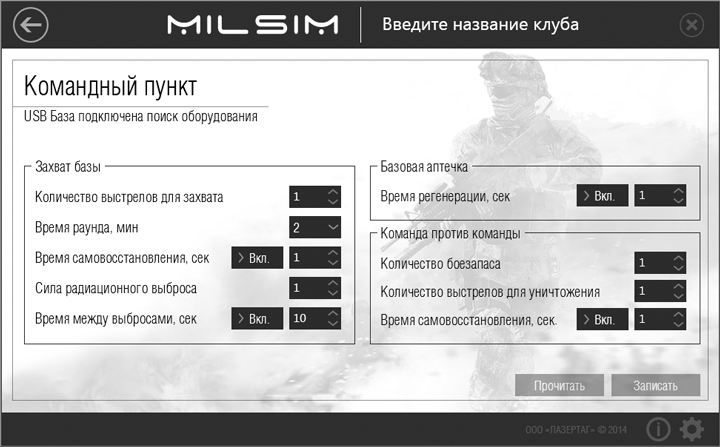 MILSIM Введите название клуба
Командный пункт
USB База подключена поиск оборудования
Захват базы
Количество выстрелов для захвата 1
Время раунда, мин 2
Время самовосстановления, сек > Вкл. 1
Сила радиационного выброса 1
Время между выбросами, сек > Вкл. 10
Базовая аптечка
Время регенерации, сек > Вкл. 1
Команда против команды
Количество боезапаса 1
Количество выстрелов для уничтожения 1
Время самовосстановления, сек. > Вкл. 1
Прочитать Записать
ООО «ЛАЗЕРТАГ» © 2014